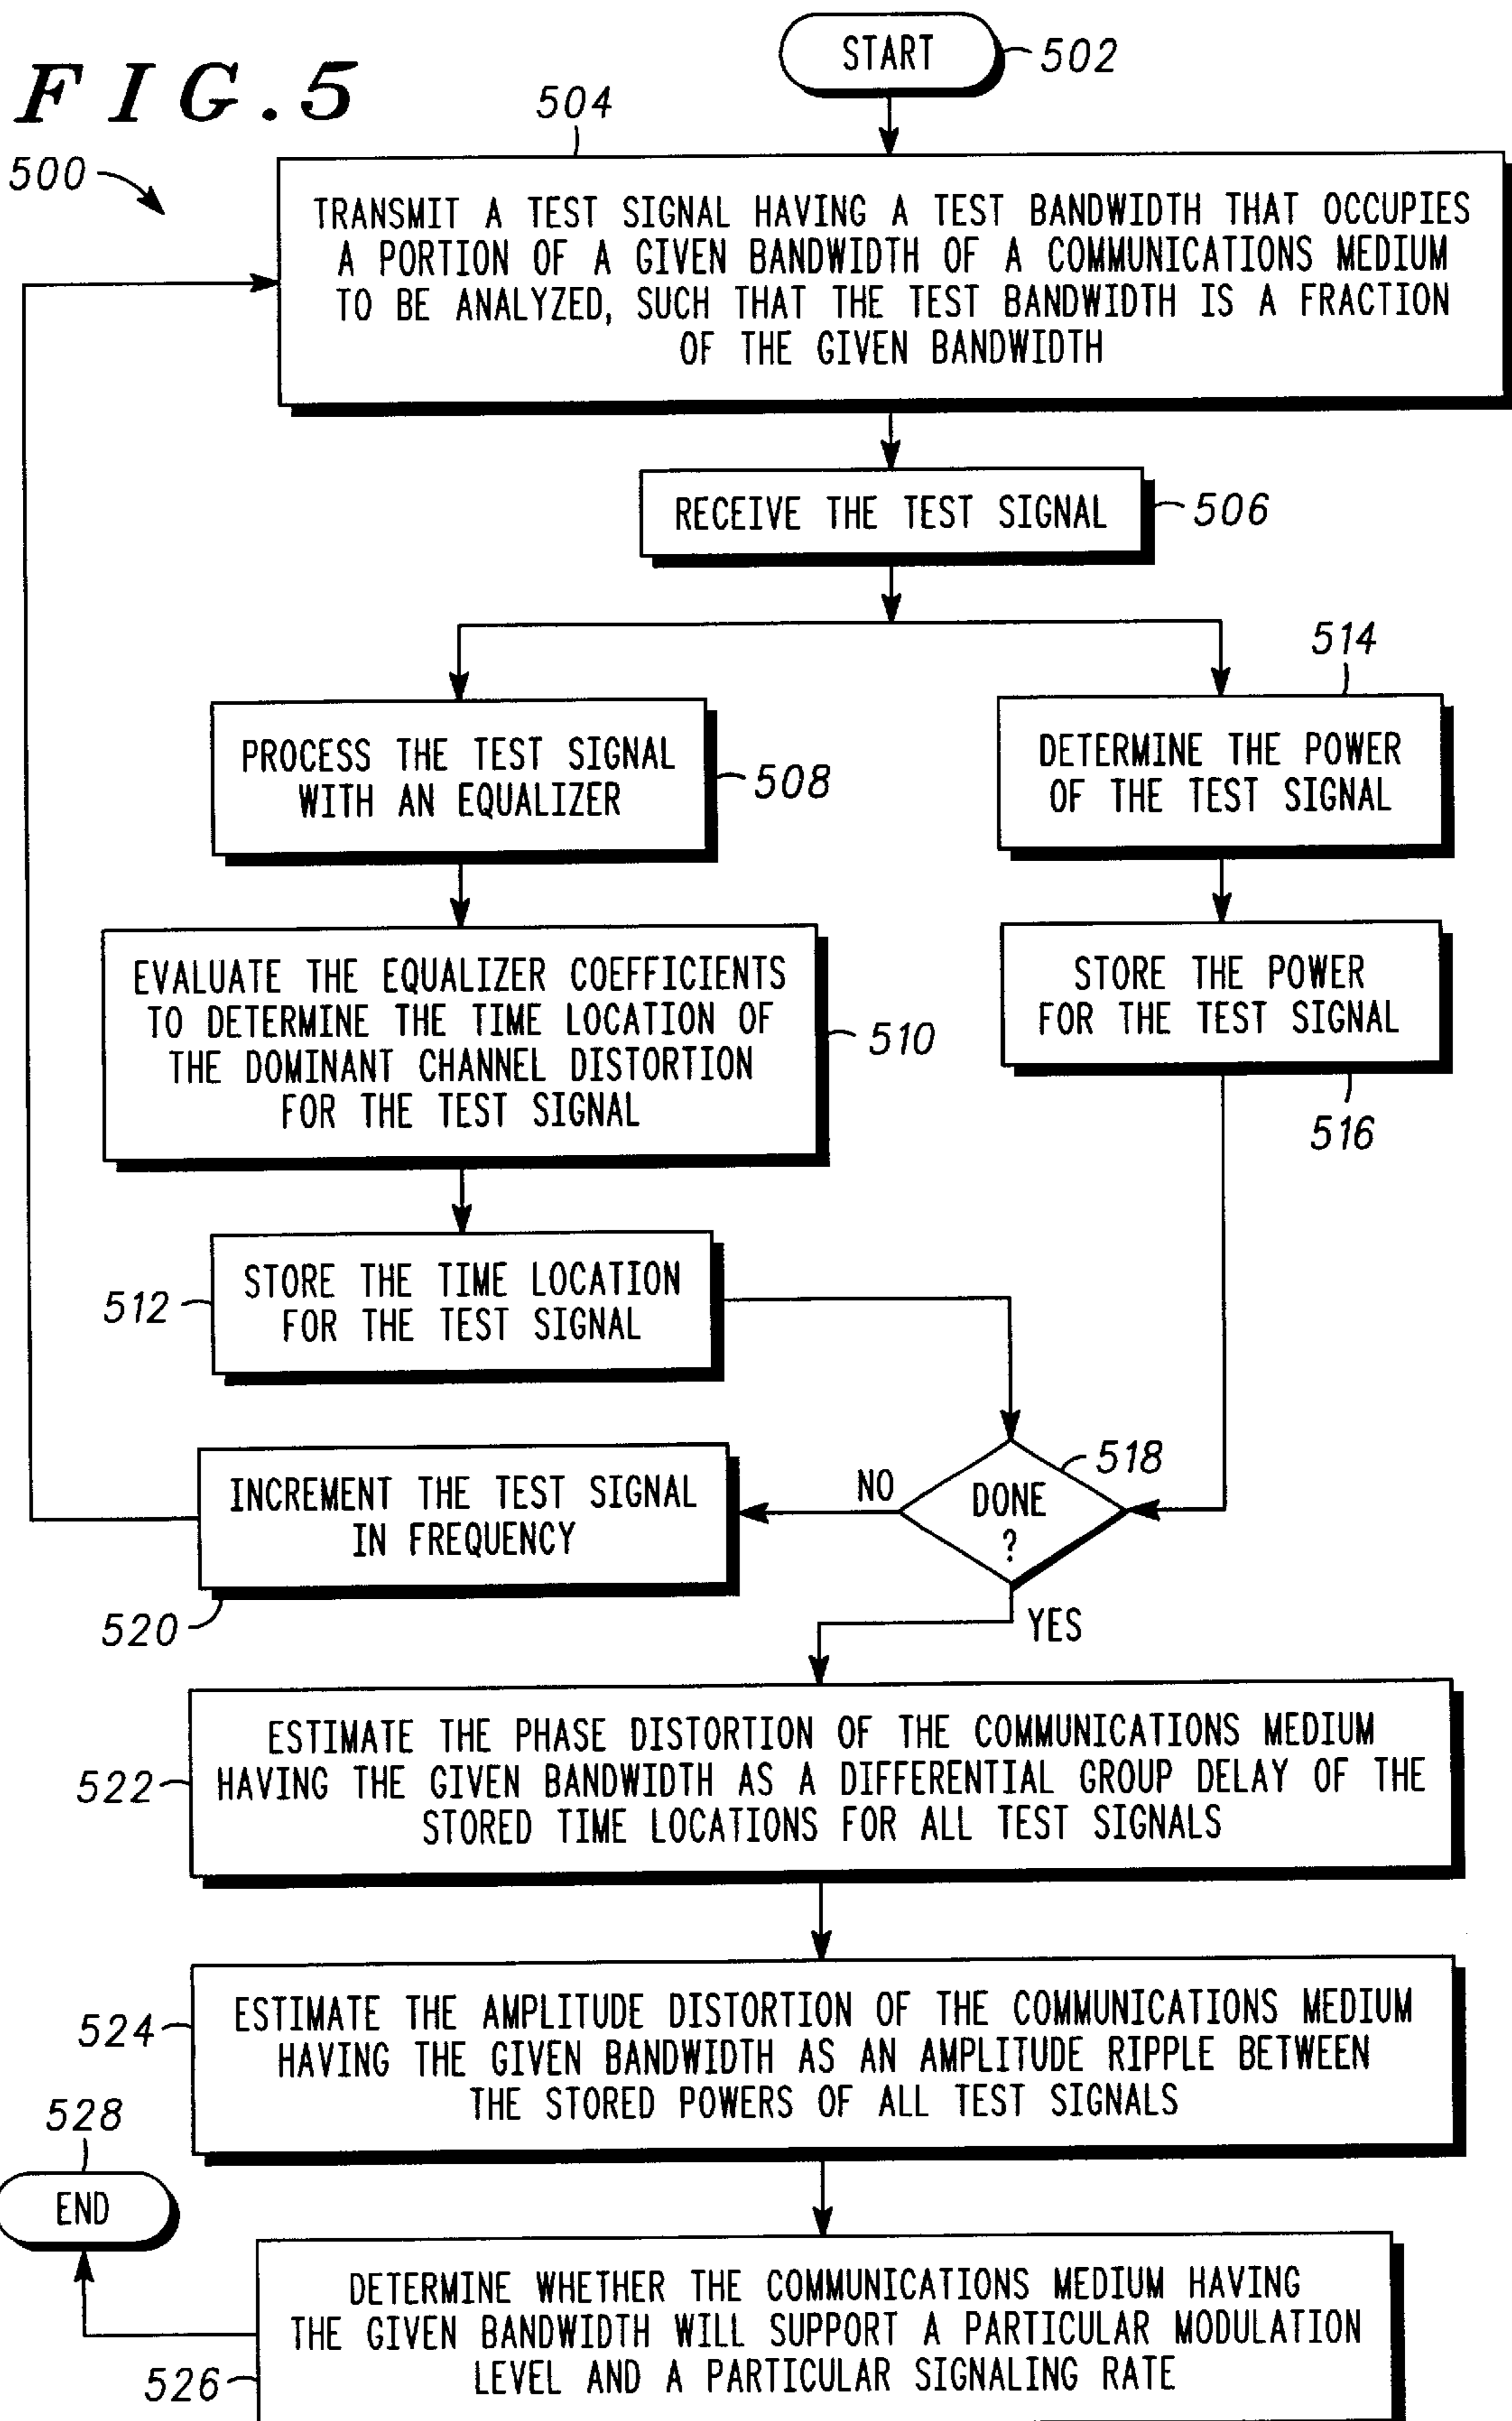 FIG.5
START
502
504
500
TRANSMIT A TEST SIGNAL HAVING A TEST BANDWIDTH THAT OCCUPIES
A PORTION OF A GIVEN BANDWIDTH OF A COMMUNICATIONS MEDIUM
TO BE ANALYZED, SUCH THAT THE TEST BANDWIDTH IS A FRACTION
OF THE GIVEN BANDWIDTH
RECEIVE THE TEST SIGNAL
506
PROCESS THE TEST SIGNAL
WITH AN EQUALIZER
508
514
DETERMINE THE POWER
OF THE TEST SIGNAL
EVALUATE THE EQUALIZER COEFFICIENTS
TO DETERMINE THE TIME LOCATION OF
THE DOMINANT CHANNEL DISTORTION
FOR THE TEST SIGNAL
510
STORE THE POWER
FOR THE TEST SIGNAL
516
512
STORE THE TIME LOCATION
FOR THE TEST SIGNAL
518
DONE
?
NO
INCREMENT THE TEST SIGNAL
IN FREQUENCY
520
YES
522
ESTIMATE THE PHASE DISTORTION OF THE COMMUNICATIONS MEDIUM
HAVING THE GIVEN BANDWIDTH AS A DIFFERENTIAL GROUP DELAY OF THE
STORED TIME LOCATIONS FOR ALL TEST SIGNALS
524
ESTIMATE THE AMPLITUDE DISTORTION OF THE COMMUNICATIONS MEDIUM
HAVING THE GIVEN BANDWIDTH AS AN AMPLITUDE RIPPLE BETWEEN
THE STORED POWERS OF ALL TEST SIGNALS
528
END
DETERMINE WHETHER THE COMMUNICATIONS MEDIUM HAVING
THE GIVEN BANDWIDTH WILL SUPPORT A PARTICULAR MODULATION
LEVEL AND A PARTICULAR SIGNALING RATE
526